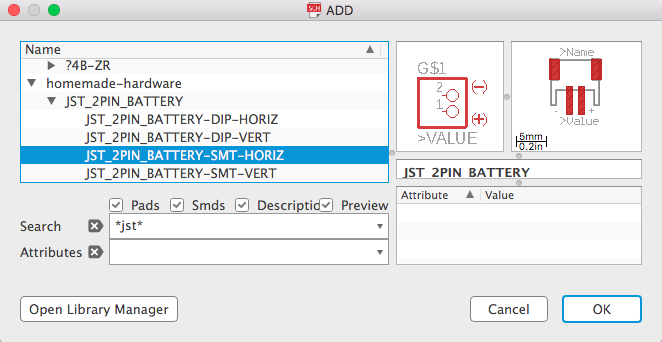 ADD
Name
?4B-ZR
homemade-hardware
JST_2PIN_BATTERY
JST_2PIN_BATTERY-DIP-HORIZ
JST_2PIN_BATTERY-DIP-VERT
JST_2PIN_BATTERY-SMT-HORIZ
JST_2PIN_BATTERY-SMT-VERT
G$1
2
1
(-)
(+)
>VALUE
>Name
- +
>Value
5mm
0.2in
JST_2PIN_BATTERY
Attribute Value
Pads Smds Descriptio Preview
Search *jst*
Attributes
Open Library Manager Cancel OK